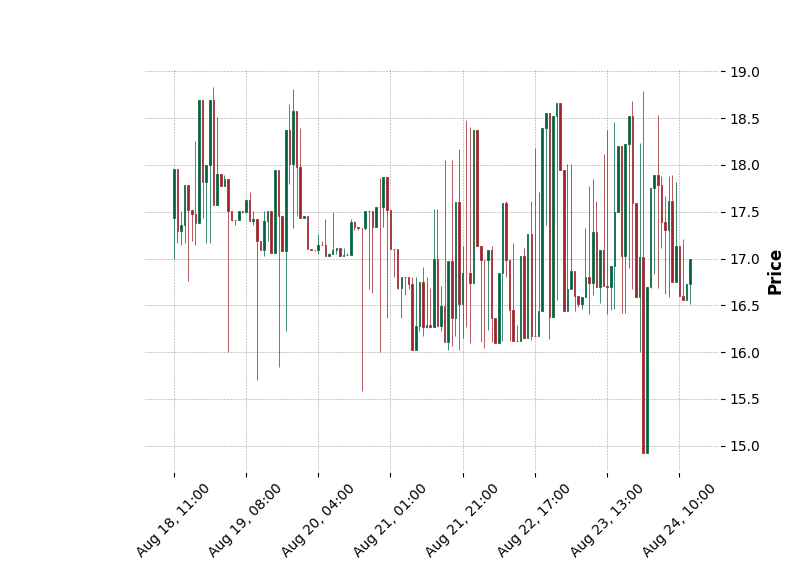 19.0
18.5
18.0
17.5
17.0
16.5
16.0
15.5
15.0
Price
Aug 18, 11:00
Aug 19, 08:00
Aug 20, 04:00
Aug 21, 01:00
Aug 21, 21:00
Aug 22, 17:00
Aug 23, 13:00
Aug 24, 10:00